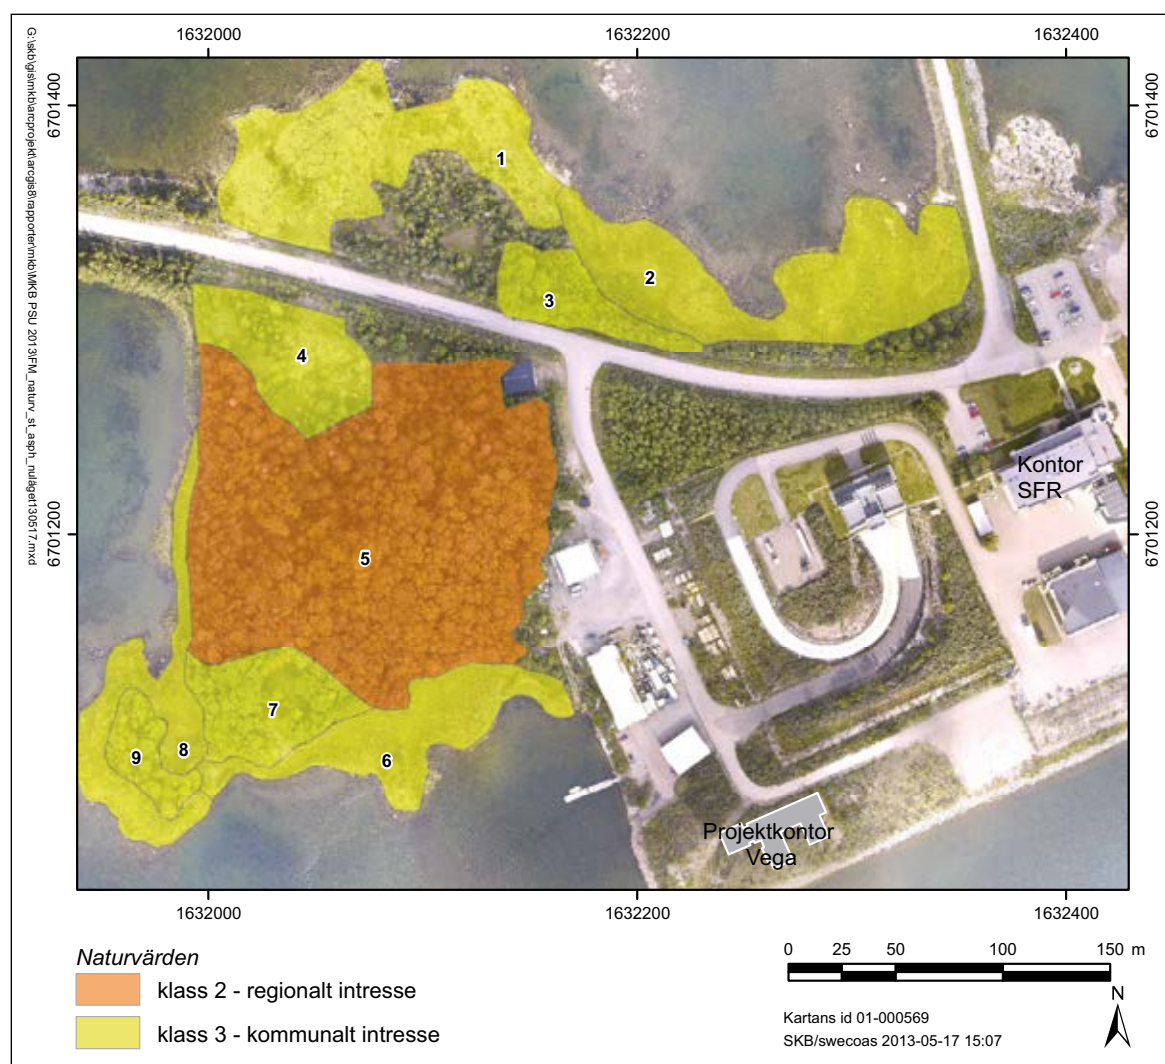 1632000 1632200 1632400
G:\skb\gis\mkb\arcprojekt\arcgis8\rapporter\mkb\MKB PSU 2013\FM_naturv_st_asph_nuläget130517.mxd
6701400 6701400
1
2
3
4
Kontor
SFR
6701200 6701200
5
7
8
9
6
Projektkontor
Vega
1632000 1632200 1632400
Naturvärden
klass 2 - regionalt intresse
klass 3 - kommunalt intresse
0 25 50 100 150 m
N
Kartans id 01-000569
SKB/swecoas 2013-05-17 15:07